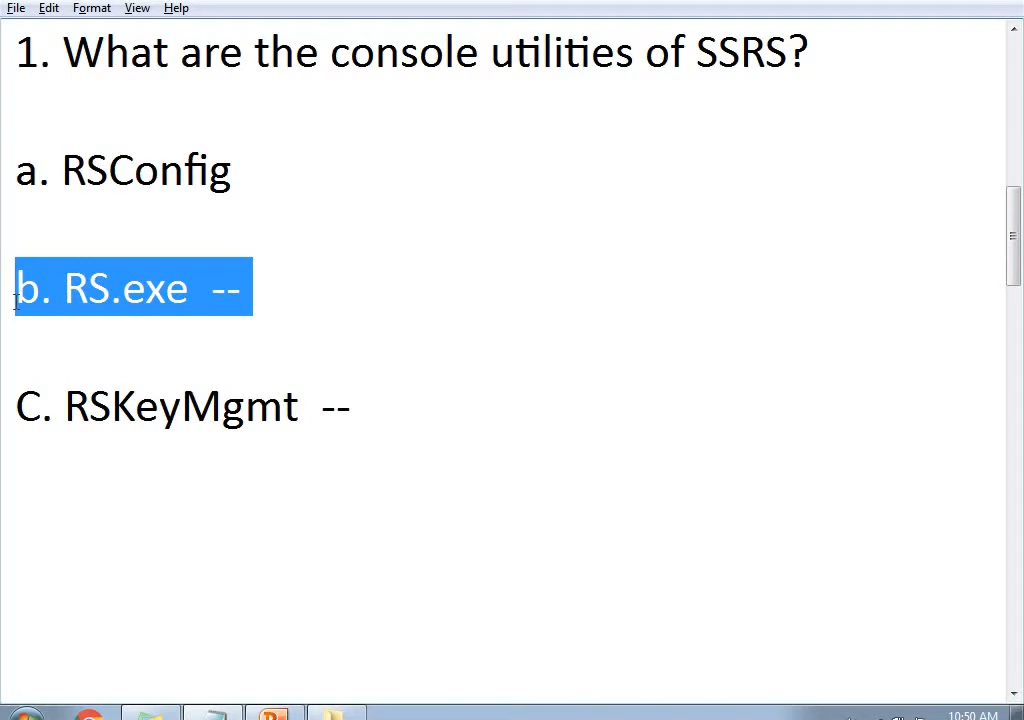 File Edit Format View Help
1. What are the console utilities of SSRS?
a. RSConfig
b. RS.exe --
C. RSKeyMgmt --
10:50 AM